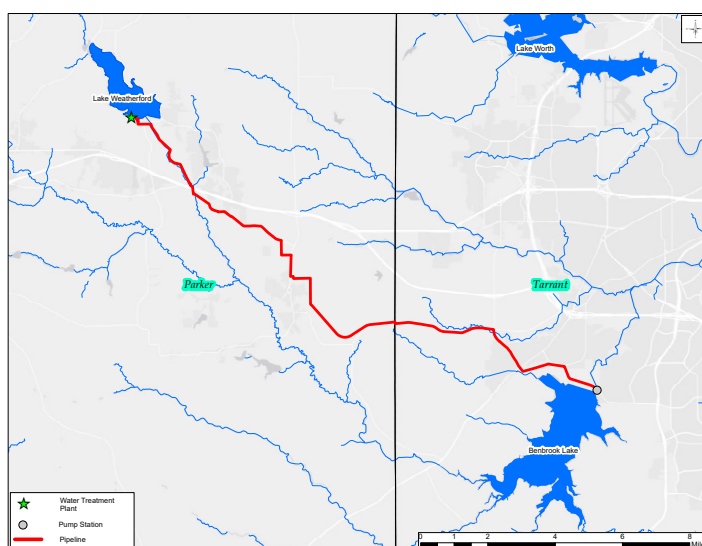 Lake Worth
Lake Weatherford
Parker
Tarrant
Benbrook Lake
Water Treatment
Plant
Pump Station
Pipeline
0 2 4 6 8